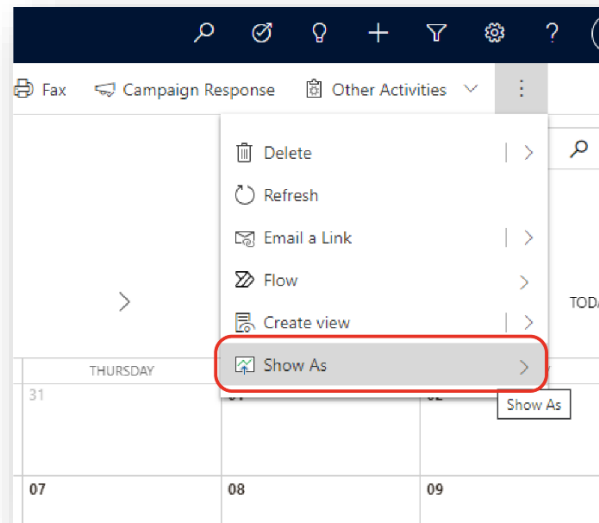 ?
Fax Campaign Response Other Activities
Delete
Refresh
Email a Link
Flow
TODA
Create view
Show As
THURSDAY
31
Show As
07 08 09